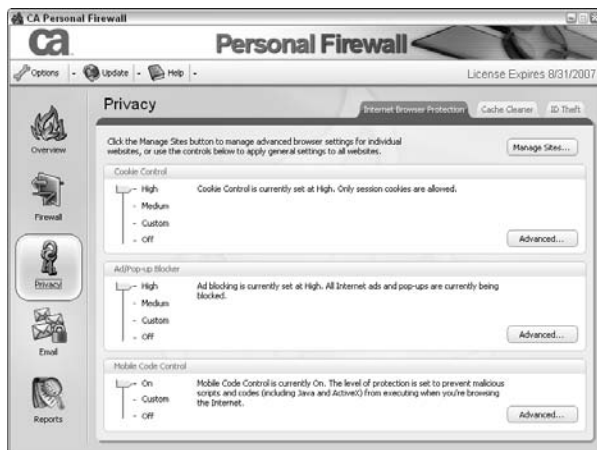 CA Personal Firewall
ca
Personal Firewall
Options
Update
Help
License Expires 8/31/2007
Privacy
Internet Browser Protection
Cache Cleaner
ID Theft
Overview
Click the Manage Sites button to manage advanced browser settings for individual
websites, or use the controls below to apply general settings to all websites.
Manage Sites...
Cookie Control
High
Cookie Control is currently set at High. Only session cookies are allowed.
Medium
Custom
Off
Advanced...
Firewall
Privacy
Ad/Pop-up Blocker
High
Ad blocking is currently set at High. All Internet ads and pop-ups are currently being
blocked.
Medium
Custom
Off
Advanced...
Email
Mobile Code Control
On
Mobile Code Control is currently On. The level of protection is set to prevent malicious
scripts and codes (including Java and ActiveX) from executing when you're browsing
the Internet.
Custom
Off
Advanced...
Reports